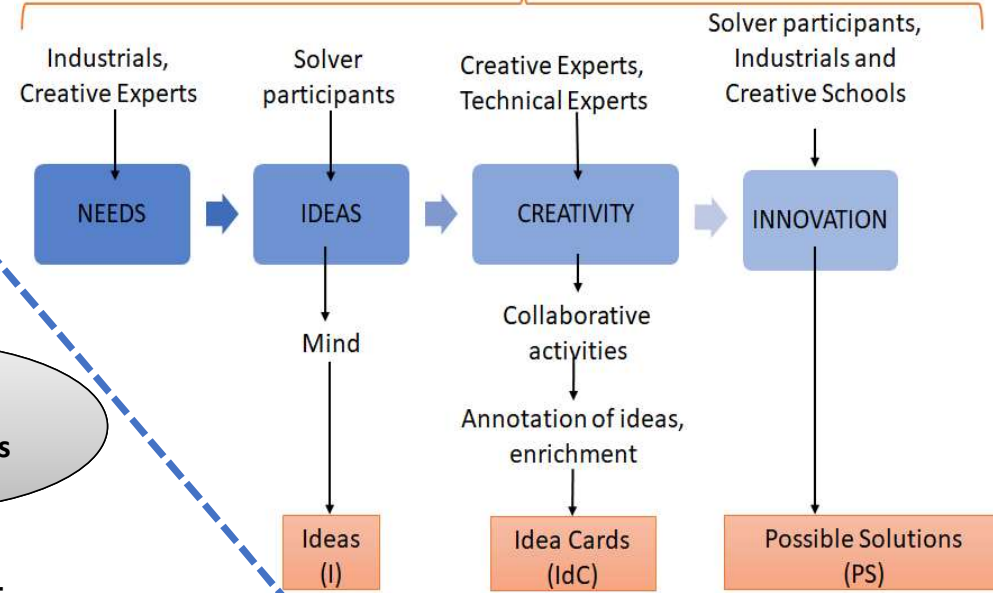 Industrials,
Creative Experts
Solver
participants
Creative Experts,
Technical Experts
Solver participants,
Industrials and
Creative Schools
NEEDS
IDEAS
CREATIVITY
INNOVATION
Mind
Collaborative
activities
Annotation of ideas,
enrichment
s
Ideas
(I)
Idea Cards
(IdC)
Possible Solutions
(PS)